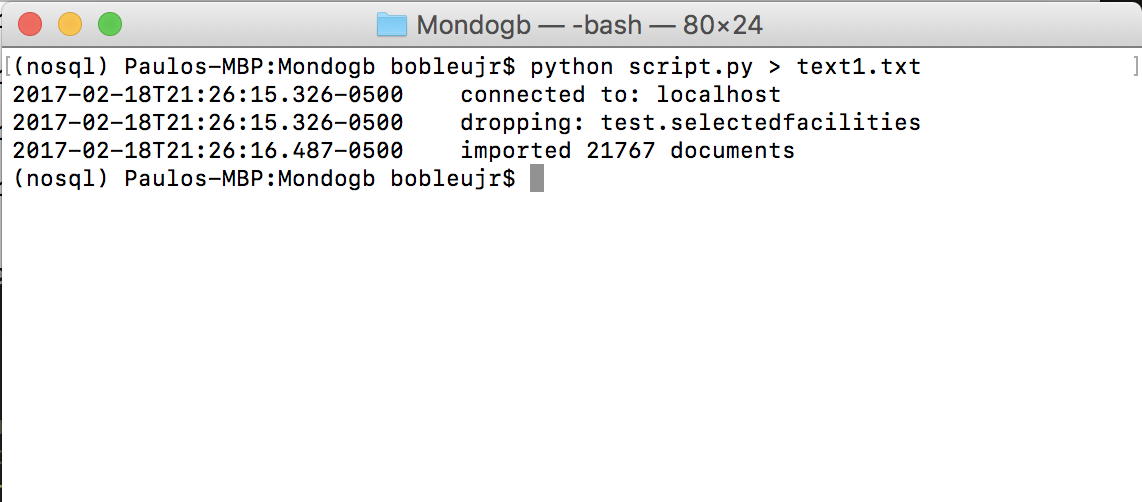 Mondogb — -bash — 80×24
[(nosql) Paulos-MBP:Mondogb bobleujr$ python script.py > text1.txt ]
2017-02-18T21:26:15.326-0500    connected to: localhost
2017-02-18T21:26:15.326-0500    dropping: test.selectedfacilities
2017-02-18T21:26:16.487-0500    imported 21767 documents
(nosql) Paulos-MBP:Mondogb bobleujr$